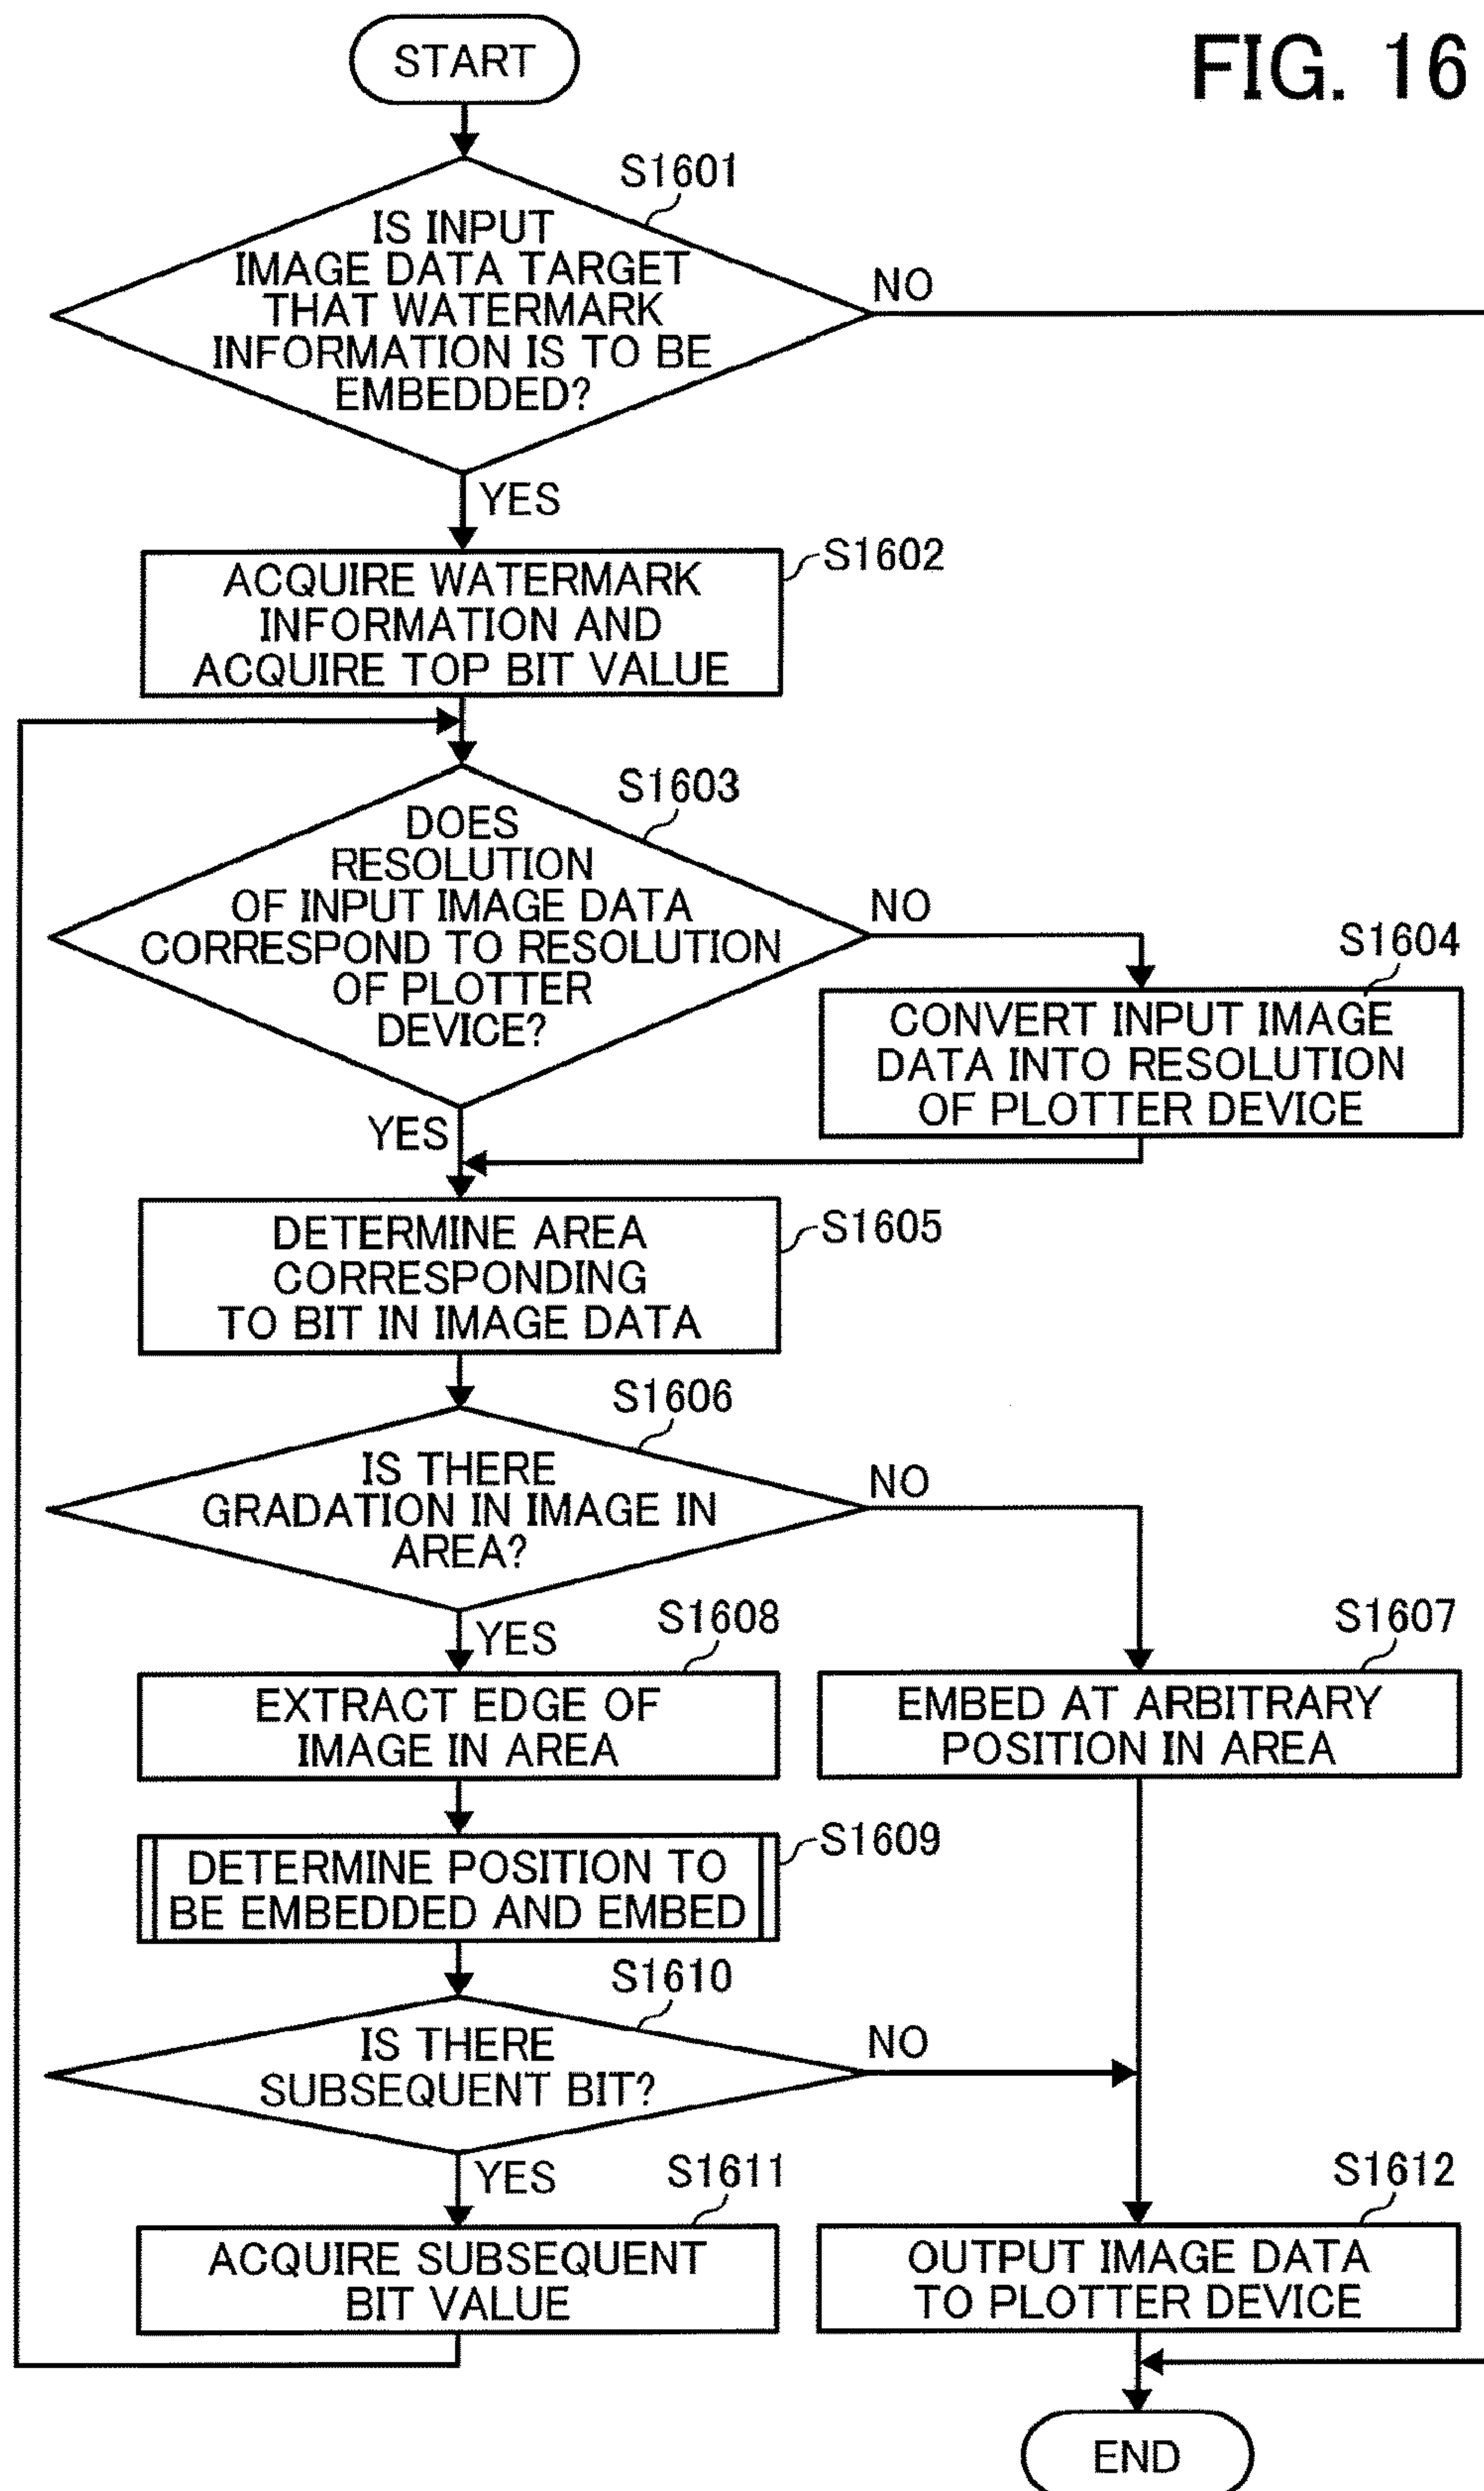 FIG. 16
START
S1601
IS INPUT
IMAGE DATA TARGET
THAT WATERMARK
INFORMATION IS TO BE
EMBEDDED?
NO
YES
S1602
ACQUIRE WATERMARK
INFORMATION AND
ACQUIRE TOP BIT VALUE
S1603
DOES
RESOLUTION
OF INPUT IMAGE DATA
CORRESPOND TO RESOLUTION
OF PLOTTER
DEVICE?
NO
S1604
CONVERT INPUT IMAGE
DATA INTO RESOLUTION
OF PLOTTER DEVICE
YES
S1605
DETERMINE AREA
CORRESPONDING
TO BIT IN IMAGE DATA
S1606
IS THERE
GRADATION IN IMAGE IN
AREA?
NO
YES
S1608
EXTRACT EDGE OF
IMAGE IN AREA
S1607
EMBED AT ARBITRARY
POSITION IN AREA
S1609
DETERMINE POSITION TO
BE EMBEDDED AND EMBED
S1610
IS THERE
SUBSEQUENT BIT?
NO
YES
S1611
ACQUIRE SUBSEQUENT
BIT VALUE
S1612
OUTPUT IMAGE DATA
TO PLOTTER DEVICE
END